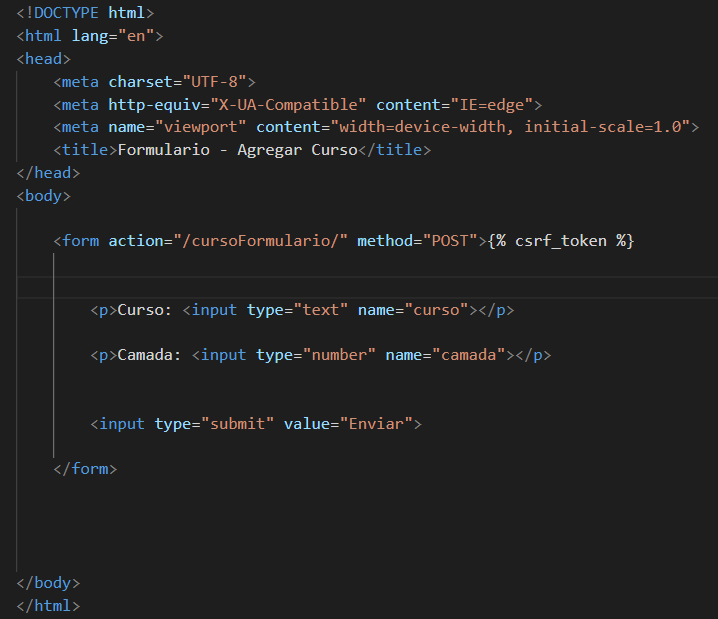 <!DOCTYPE html>
<html lang="en">
<head>
    <meta charset="UTF-8">
    <meta http-equiv="X-UA-Compatible" content="IE=edge">
    <meta name="viewport" content="width=device-width, initial-scale=1.0">
    <title>Formulario - Agregar Curso</title>
</head>
<body>
    <form action="/cursoFormulario/" method="POST">{% csrf_token %}
        <p>Curso: <input type="text" name="curso"></p>
        <p>Camada: <input type="number" name="camada"></p>
        <input type="submit" value="Enviar">
    </form>
</body>
</html>